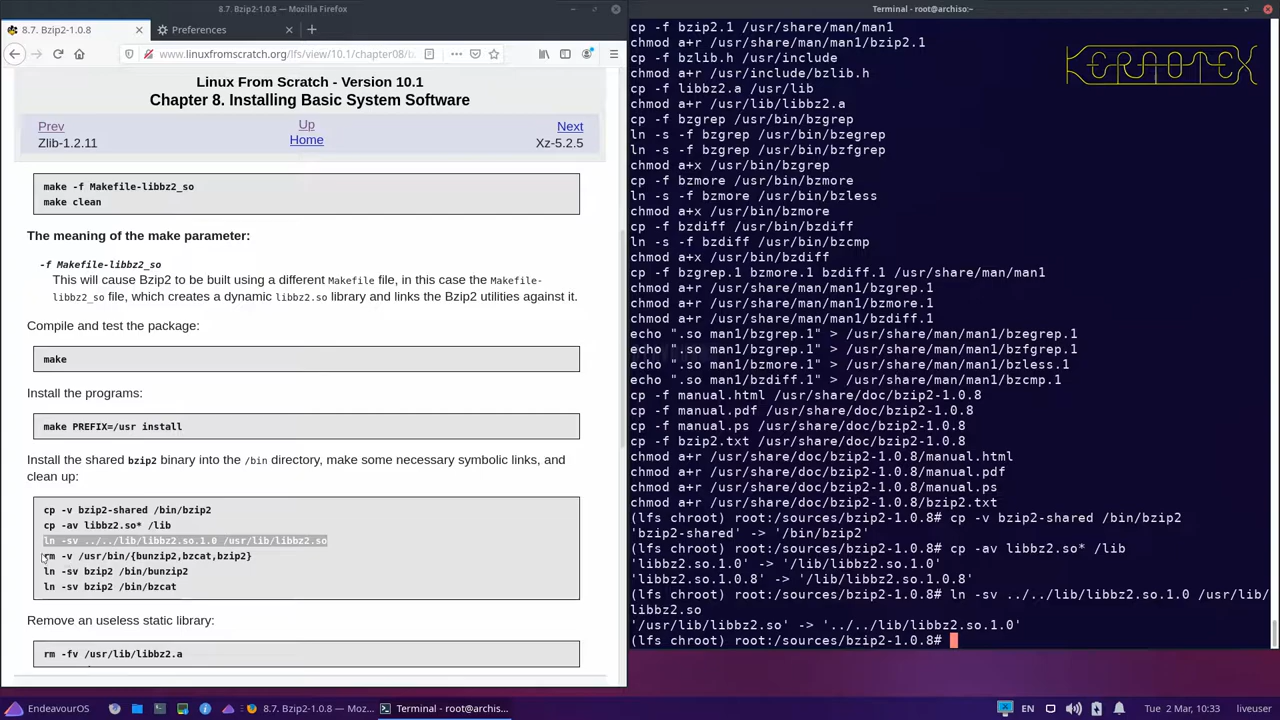 8.7. Bzip2-1.0.8 — Mozilla Firefox
8.7. Bzip2-1.0.8
Preferences
www.linuxfromscratch.org/lfs/view/10.1/chapter08/b
Linux From Scratch - Version 10.1
Chapter 8. Installing Basic System Software
Prev
Up
Next
Zlib-1.2.11
Home
Xz-5.2.5
make -f Makefile-libbz2_so
make clean
The meaning of the make parameter:
-f Makefile-libbz2_so
This will cause Bzip2 to be built using a different Makefile file, in this case the Makefile-
libbz2_so file, which creates a dynamic libbz2.so library and links the Bzip2 utilities against it.
Compile and test the package:
make
Install the programs:
make PREFIX=/usr install
Install the shared bzip2 binary into the /bin directory, make some necessary symbolic links, and
clean up:
cp -v bzip2-shared /bin/bzip2
cp -av libbz2.so* /lib
ln -sv ../../lib/libbz2.so.1.0 /usr/lib/libbz2.so
rm -v /usr/bin/{bunzip2,bzcat,bzip2}
ln -sv bzip2 /bin/bunzip2
ln -sv bzip2 /bin/bzcat
Remove an useless static library:
rm -fv /usr/lib/libbz2.a
Terminal - root@archiso:~
KERAOTEX
cp -f bzip2.1 /usr/share/man/man1
chmod a+r /usr/share/man/man1/bzip2.1
cp -f bzlib.h /usr/include
chmod a+r /usr/include/bzlib.h
cp -f libbz2.a /usr/lib
chmod a+r /usr/lib/libbz2.a
cp -f bzgrep /usr/bin/bzgrep
ln -s -f bzgrep /usr/bin/bzegrep
ln -s -f bzgrep /usr/bin/bzfgrep
chmod a+x /usr/bin/bzgrep
cp -f bzmore /usr/bin/bzmore
ln -s -f bzmore /usr/bin/bzless
chmod a+x /usr/bin/bzmore
cp -f bzdiff /usr/bin/bzdiff
ln -s -f bzdiff /usr/bin/bzcmp
chmod a+x /usr/bin/bzdiff
cp -f bzgrep.1 bzmore.1 bzdiff.1 /usr/share/man/man1
chmod a+r /usr/share/man/man1/bzgrep.1
chmod a+r /usr/share/man/man1/bzmore.1
chmod a+r /usr/share/man/man1/bzdiff.1
echo ".so man1/bzgrep.1" > /usr/share/man/man1/bzegrep.1
echo ".so man1/bzgrep.1" > /usr/share/man/man1/bzfgrep.1
echo ".so man1/bzmore.1" > /usr/share/man/man1/bzless.1
echo ".so man1/bzdiff.1" > /usr/share/man/man1/bzcmp.1
cp -f manual.html /usr/share/doc/bzip2-1.0.8
cp -f manual.pdf /usr/share/doc/bzip2-1.0.8
cp -f manual.ps /usr/share/doc/bzip2-1.0.8
cp -f bzip2.txt /usr/share/doc/bzip2-1.0.8
chmod a+r /usr/share/doc/bzip2-1.0.8/manual.html
chmod a+r /usr/share/doc/bzip2-1.0.8/manual.pdf
chmod a+r /usr/share/doc/bzip2-1.0.8/manual.ps
chmod a+r /usr/share/doc/bzip2-1.0.8/bzip2.txt
(lfs chroot) root:/sources/bzip2-1.0.8# cp -v bzip2-shared /bin/bzip2
'bzip2-shared' -> '/bin/bzip2'
(lfs chroot) root:/sources/bzip2-1.0.8# cp -av libbz2.so* /lib
'libbz2.so.1.0' -> '/lib/libbz2.so.1.0'
'libbz2.so.1.0.8' -> '/lib/libbz2.so.1.0.8'
(lfs chroot) root:/sources/bzip2-1.0.8# ln -sv ../../lib/libbz2.so.1.0 /usr/lib/
libbz2.so
'/usr/lib/libbz2.so' -> '../../lib/libbz2.so.1.0'
(lfs chroot) root:/sources/bzip2-1.0.8#
EndeavourOS
8.7. Bzip2-1.0.8 — Moz...
Terminal - root@archis...
EN
Tue 2 Mar, 10:33
liveuser